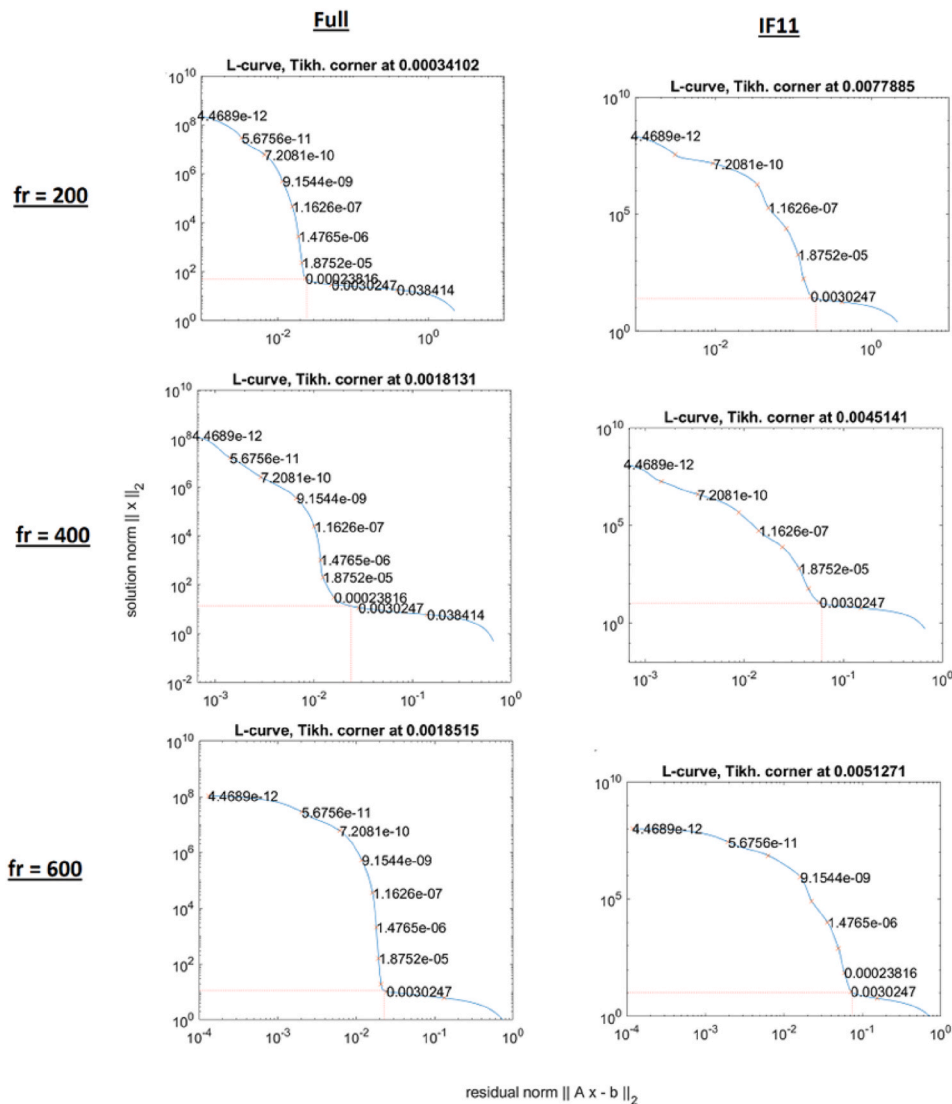 Full
IF11
L-curve, Tikh. corner at 0.00034102
10^10
10^8
10^6
10^4
10^2
10^0
4.4689e-12
5.6756e-11
7.2081e-10
9.1544e-09
1.1626e-07
1.4765e-06
1.8752e-05
0.00023816
0.0030247
0.038414
10^-2
10^0
L-curve, Tikh. corner at 0.0077885
10^10
10^5
10^0
4.4689e-12
7.2081e-10
1.1626e-07
1.8752e-05
0.0030247
10^-2
10^0
fr = 200
L-curve, Tikh. corner at 0.0018131
10^10
10^8
10^6
10^4
10^2
10^0
10^-2
4.4689e-12
5.6756e-11
7.2081e-10
9.1544e-09
1.1626e-07
1.4765e-06
1.8752e-05
0.00023816
0.0030247
0.038414
10^-3
10^-2
10^-1
10^0
L-curve, Tikh. corner at 0.0045141
10^10
10^5
10^0
4.4689e-12
7.2081e-10
1.1626e-07
1.8752e-05
0.0030247
10^-3
10^-2
10^-1
10^0
fr = 400
solution norm || x ||_2
L-curve, Tikh. corner at 0.0018515
10^10
10^8
10^6
10^4
10^2
10^0
4.4689e-12
5.6756e-11
7.2081e-10
9.1544e-09
1.1626e-07
1.4765e-06
1.8752e-05
0.0030247
10^-4
10^-3
10^-2
10^-1
10^0
L-curve, Tikh. corner at 0.0051271
10^10
10^5
10^0
4.4689e-12
5.6756e-11
9.1544e-09
1.4765e-06
0.00023816
0.0030247
10^-4
10^-3
10^-2
10^-1
10^0
fr = 600
residual norm || A x - b ||_2